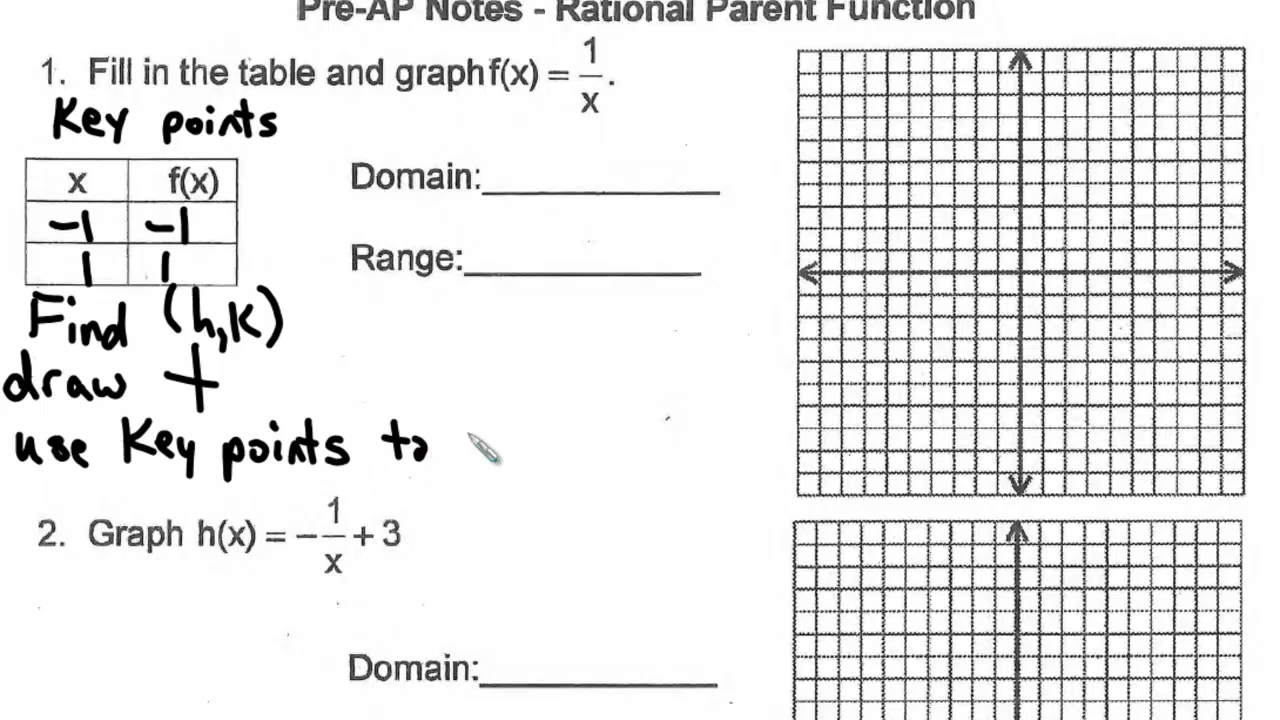 Pre-AP Notes - Rational Parent Function
1. Fill in the table and graph f(x) = 1/x.
Key points
x f(x)
-1 -1
1 1
Domain:
Range:
Find (h,k)
draw +
use Key points to
2. Graph h(x) = -1/x + 3
Domain: